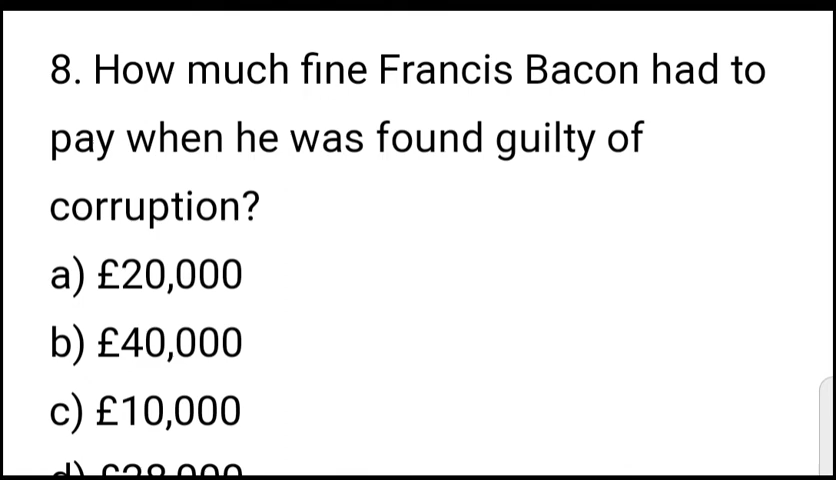 8. How much fine Francis Bacon had to
pay when he was found guilty of
corruption?
a) £20,000
b) £40,000
c) £10,000